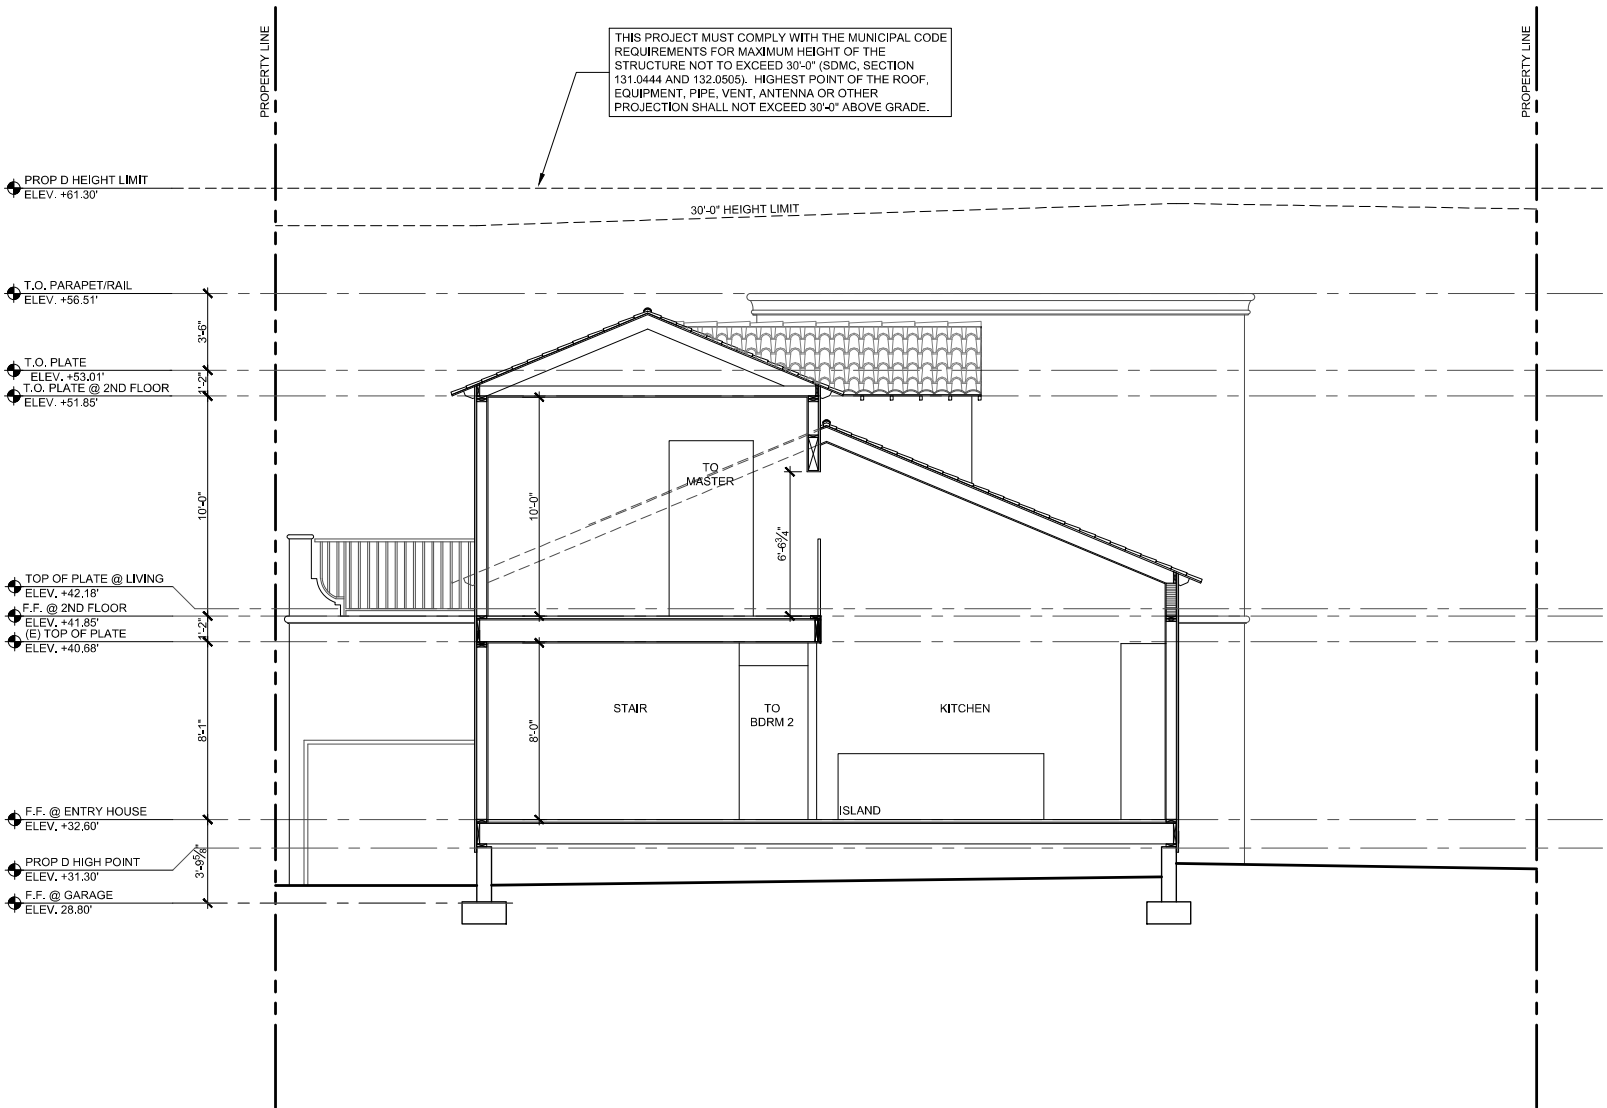 PROPERTY LINE
THIS PROJECT MUST COMPLY WITH THE MUNICIPAL CODE
REQUIREMENTS FOR MAXIMUM HEIGHT OF THE
STRUCTURE NOT TO EXCEED 30'-0" (SDMC, SECTION
131.0444 AND 132.0505). HIGHEST POINT OF THE ROOF,
EQUIPMENT, PIPE, VENT, ANTENNA OR OTHER
PROJECTION SHALL NOT EXCEED 30'-0" ABOVE GRADE.
PROPERTY LINE
PROP D HEIGHT LIMIT
ELEV. +61.30'
30'-0" HEIGHT LIMIT
T.O. PARAPET/RAIL
ELEV. +56.51'
3'-6"
T.O. PLATE
ELEV. +53.01'
1'-2"
T.O. PLATE @ 2ND FLOOR
ELEV. +51.85'
TO
MASTER
10'-0"
10'-0"
6'-6¾"
TOP OF PLATE @ LIVING
ELEV. +42.18'
F.F. @ 2ND FLOOR
ELEV. +41.85'
1'-2"
(E) TOP OF PLATE
ELEV. +40.68'
STAIR
TO
BDRM 2
KITCHEN
8'-1"
8'-0"
ISLAND
F.F. @ ENTRY HOUSE
ELEV. +32.60'
3'-9⅝"
PROP D HIGH POINT
ELEV. +31.30'
F.F. @ GARAGE
ELEV. 28.80'